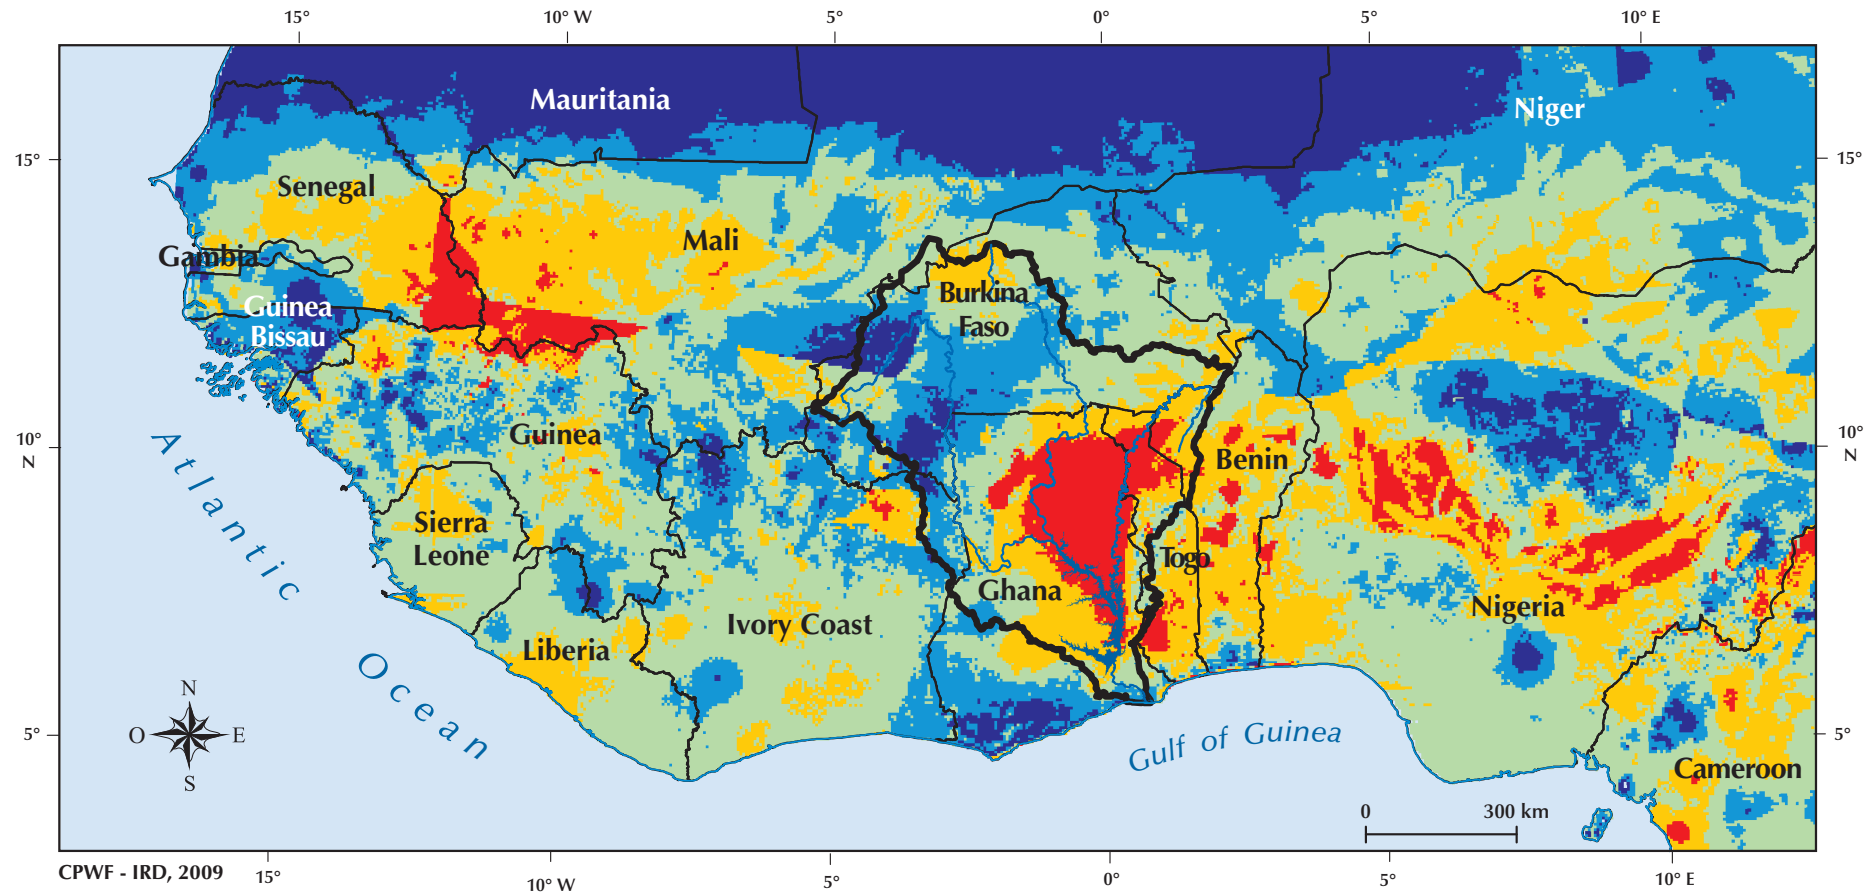 15°
10° W
5°
0°
5°
10° E
Mauritania
Niger
15°
15°
Senegal
Mali
Gambia
Guinea
Bissau
Burkina
Faso
10°
N
10°
N
Guinea
Benin
Sierra
Leone
Togo
Ghana
Nigeria
Ivory Coast
Liberia
Atlantic
Ocean
N
O
E
S
5°
5°
Gulf of Guinea
Cameroon
0
300 km
CPWF - IRD, 2009
15°
10° W
5°
0°
5°
10° E